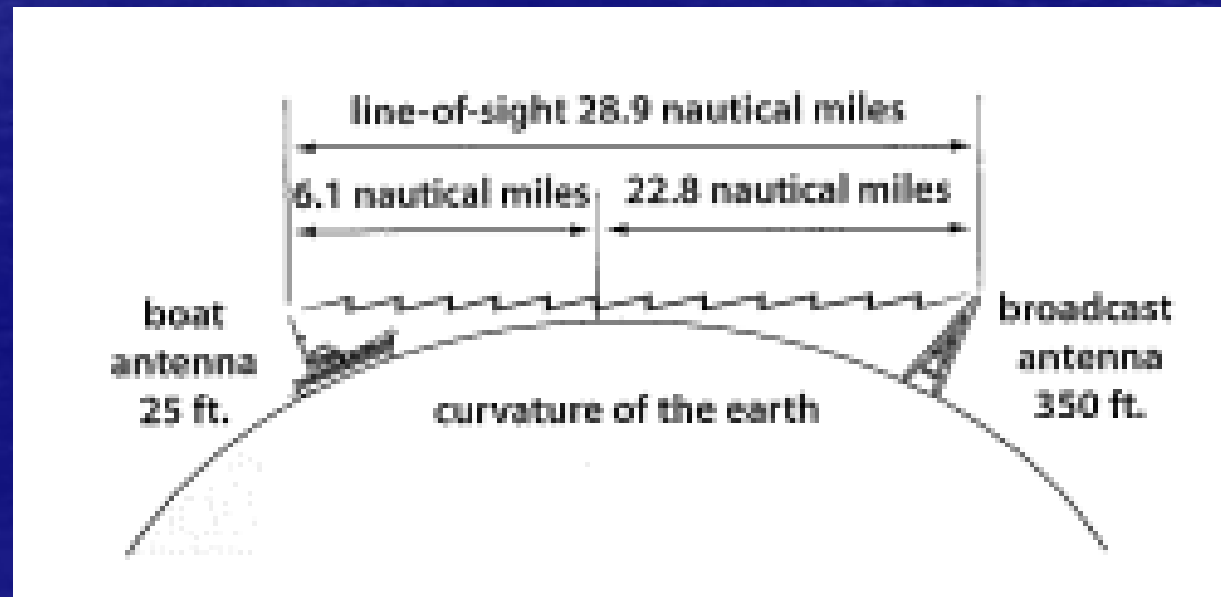 line-of-sight 28.9 nautical miles
6.1 nautical miles
22.8 nautical miles
boat
antenna
25 ft.
broadcast
antenna
350 ft.
curvature of the earth